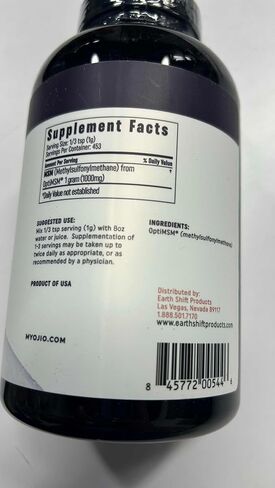 Supplement Facts
Serving Size: 1/3 tsp (1g)
Servings Per Container: 453
Amount Per Serving % Daily Value
MSM (Methylsulfonylmethane) from †
OptiMSM® 1 gram (1000mg)
*Daily Value not established
SUGGESTED USE:
Mix 1/3 tsp serving (1g) with 8oz
water or juice. Supplementation of
1-3 servings may be taken up to
twice daily as appropriate, or as
recommended by a physician.
PRODUCT OF USA
MYOJIO.COM
INGREDIENTS:
OptiMSM® (methylsulfonylmethane)
Distributed by:
Earth Shift Products
Las Vegas, Nevada 89117
1.888.501.7170
www.earthshiftproducts.com
8 45772 00544